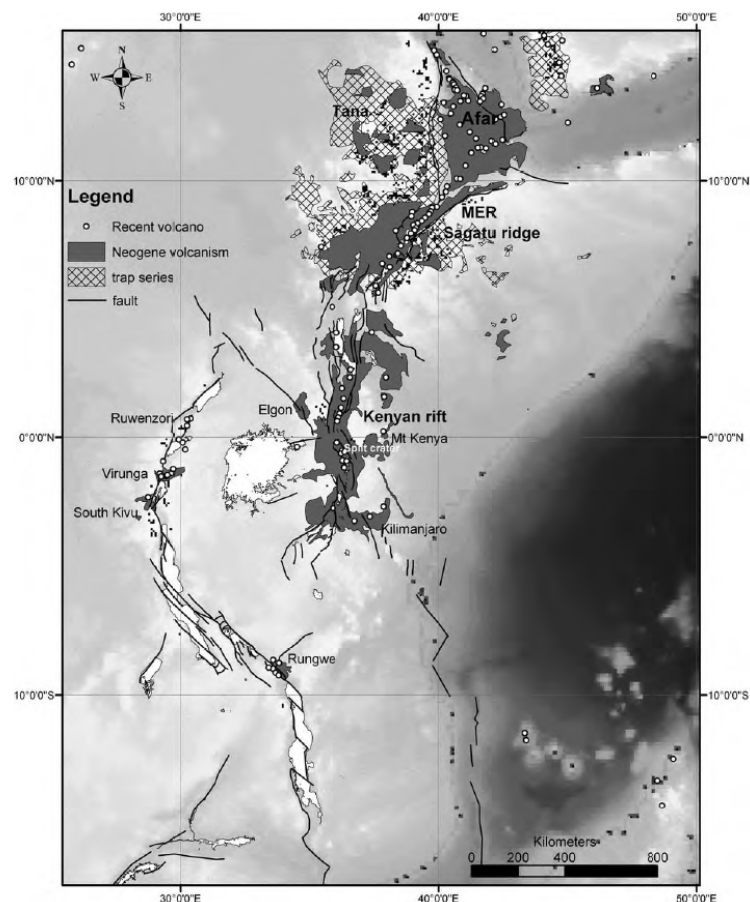 30°0'0"E
40°0'0"E
50°0'0"E
N
W
E
S
Tana
Afar
10°0'0"N
10°0'0"N
Legend
Recent volcano
Neogene volcanism
trap series
fault
MER
Sagatu ridge
Ruwenzori
Elgon
Kenyan rift
0°0'0"N
0°0'0"N
Mt Kenya
Split crator
Virunga
South Kivu
Kilimanjaro
Rungwe
10°0'0"S
10°0'0"S
Kilometers
0 200 400 800
30°0'0"E
40°0'0"E
50°0'0"E